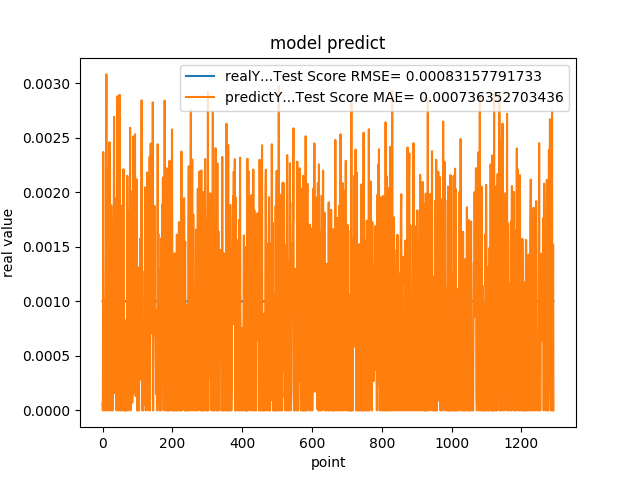 model predict
realY...Test Score RMSE= 0.00083157791733
predictY...Test Score MAE= 0.000736352703436
0.0030
0.0025
0.0020
0.0015
0.0010
0.0005
0.0000
real value
0 200 400 600 800 1000 1200
point